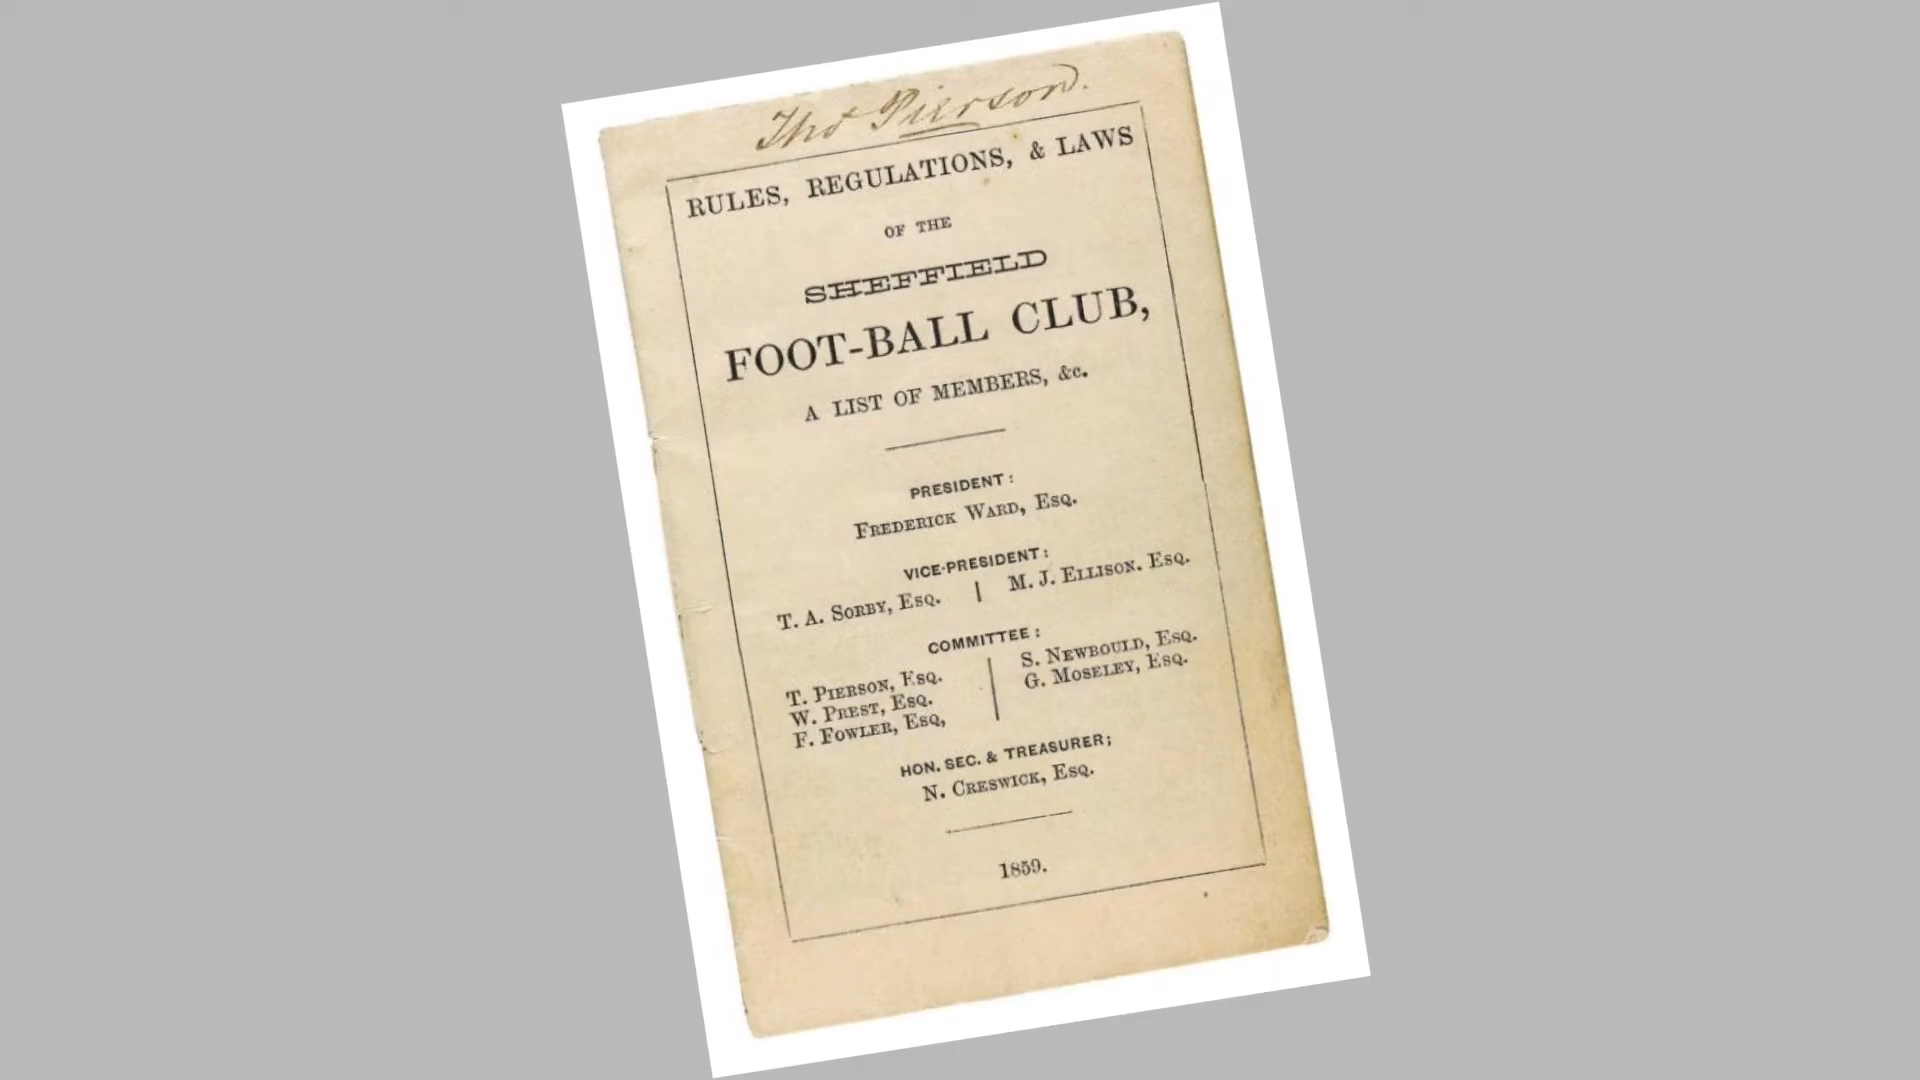 Thos Pierson.
RULES, REGULATIONS, & LAWS
OF THE
SHEFFIELD
FOOT-BALL CLUB,
A LIST OF MEMBERS, &c.
PRESIDENT:
FREDERICK WARD, ESQ.
VICE-PRESIDENT:
T. A. SORBY, ESQ. | M. J. ELLISON. ESQ.
COMMITTEE:
T. PIERSON, ESQ.
W. PREST, ESQ.
F. FOWLER, ESQ,
S. NEWBOULD, ESQ.
G. MOSELEY, ESQ.
HON. SEC. & TREASURER;
N. CRESWICK, ESQ.
1859.